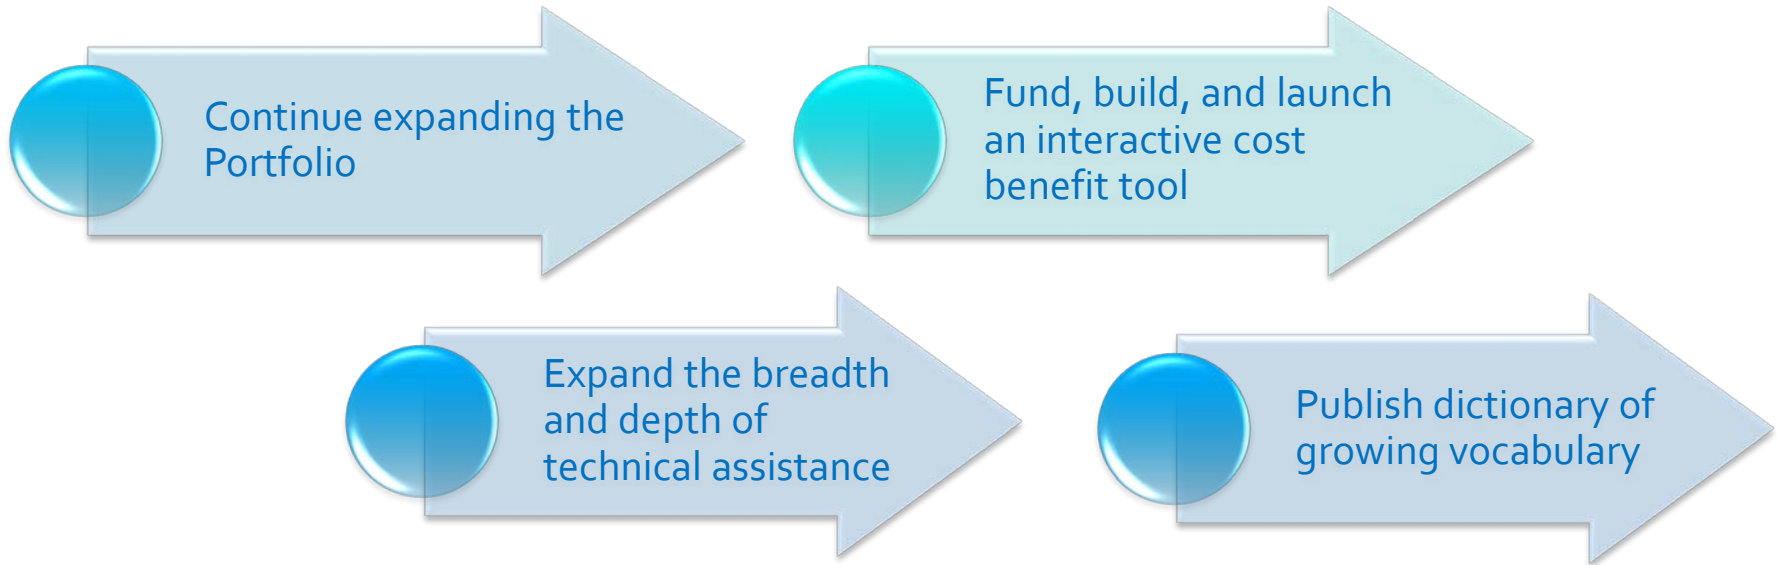 Continue expanding the
Portfolio
Fund, build, and launch
an interactive cost
benefit tool
Expand the breadth
and depth of
technical assistance
Publish dictionary of
growing vocabulary